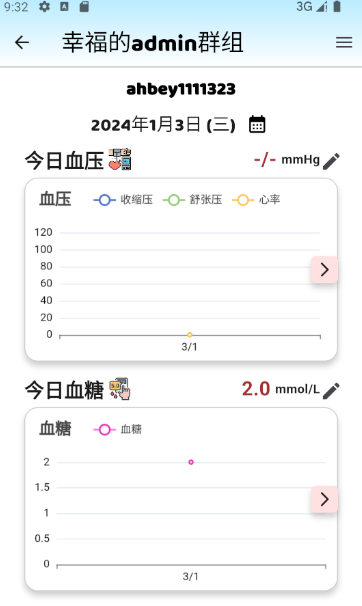 9:32
3G
幸福的admin群组
ahbey1111323
2024年1月3日 (三)
今日血压 -/- mmHg
血压 收缩压 舒张压 心率
120
100
80
60
40
20
0
3/1
今日血糖 2.0 mmol/L
血糖 血糖
2
1.5
1
0.5
0
3/1